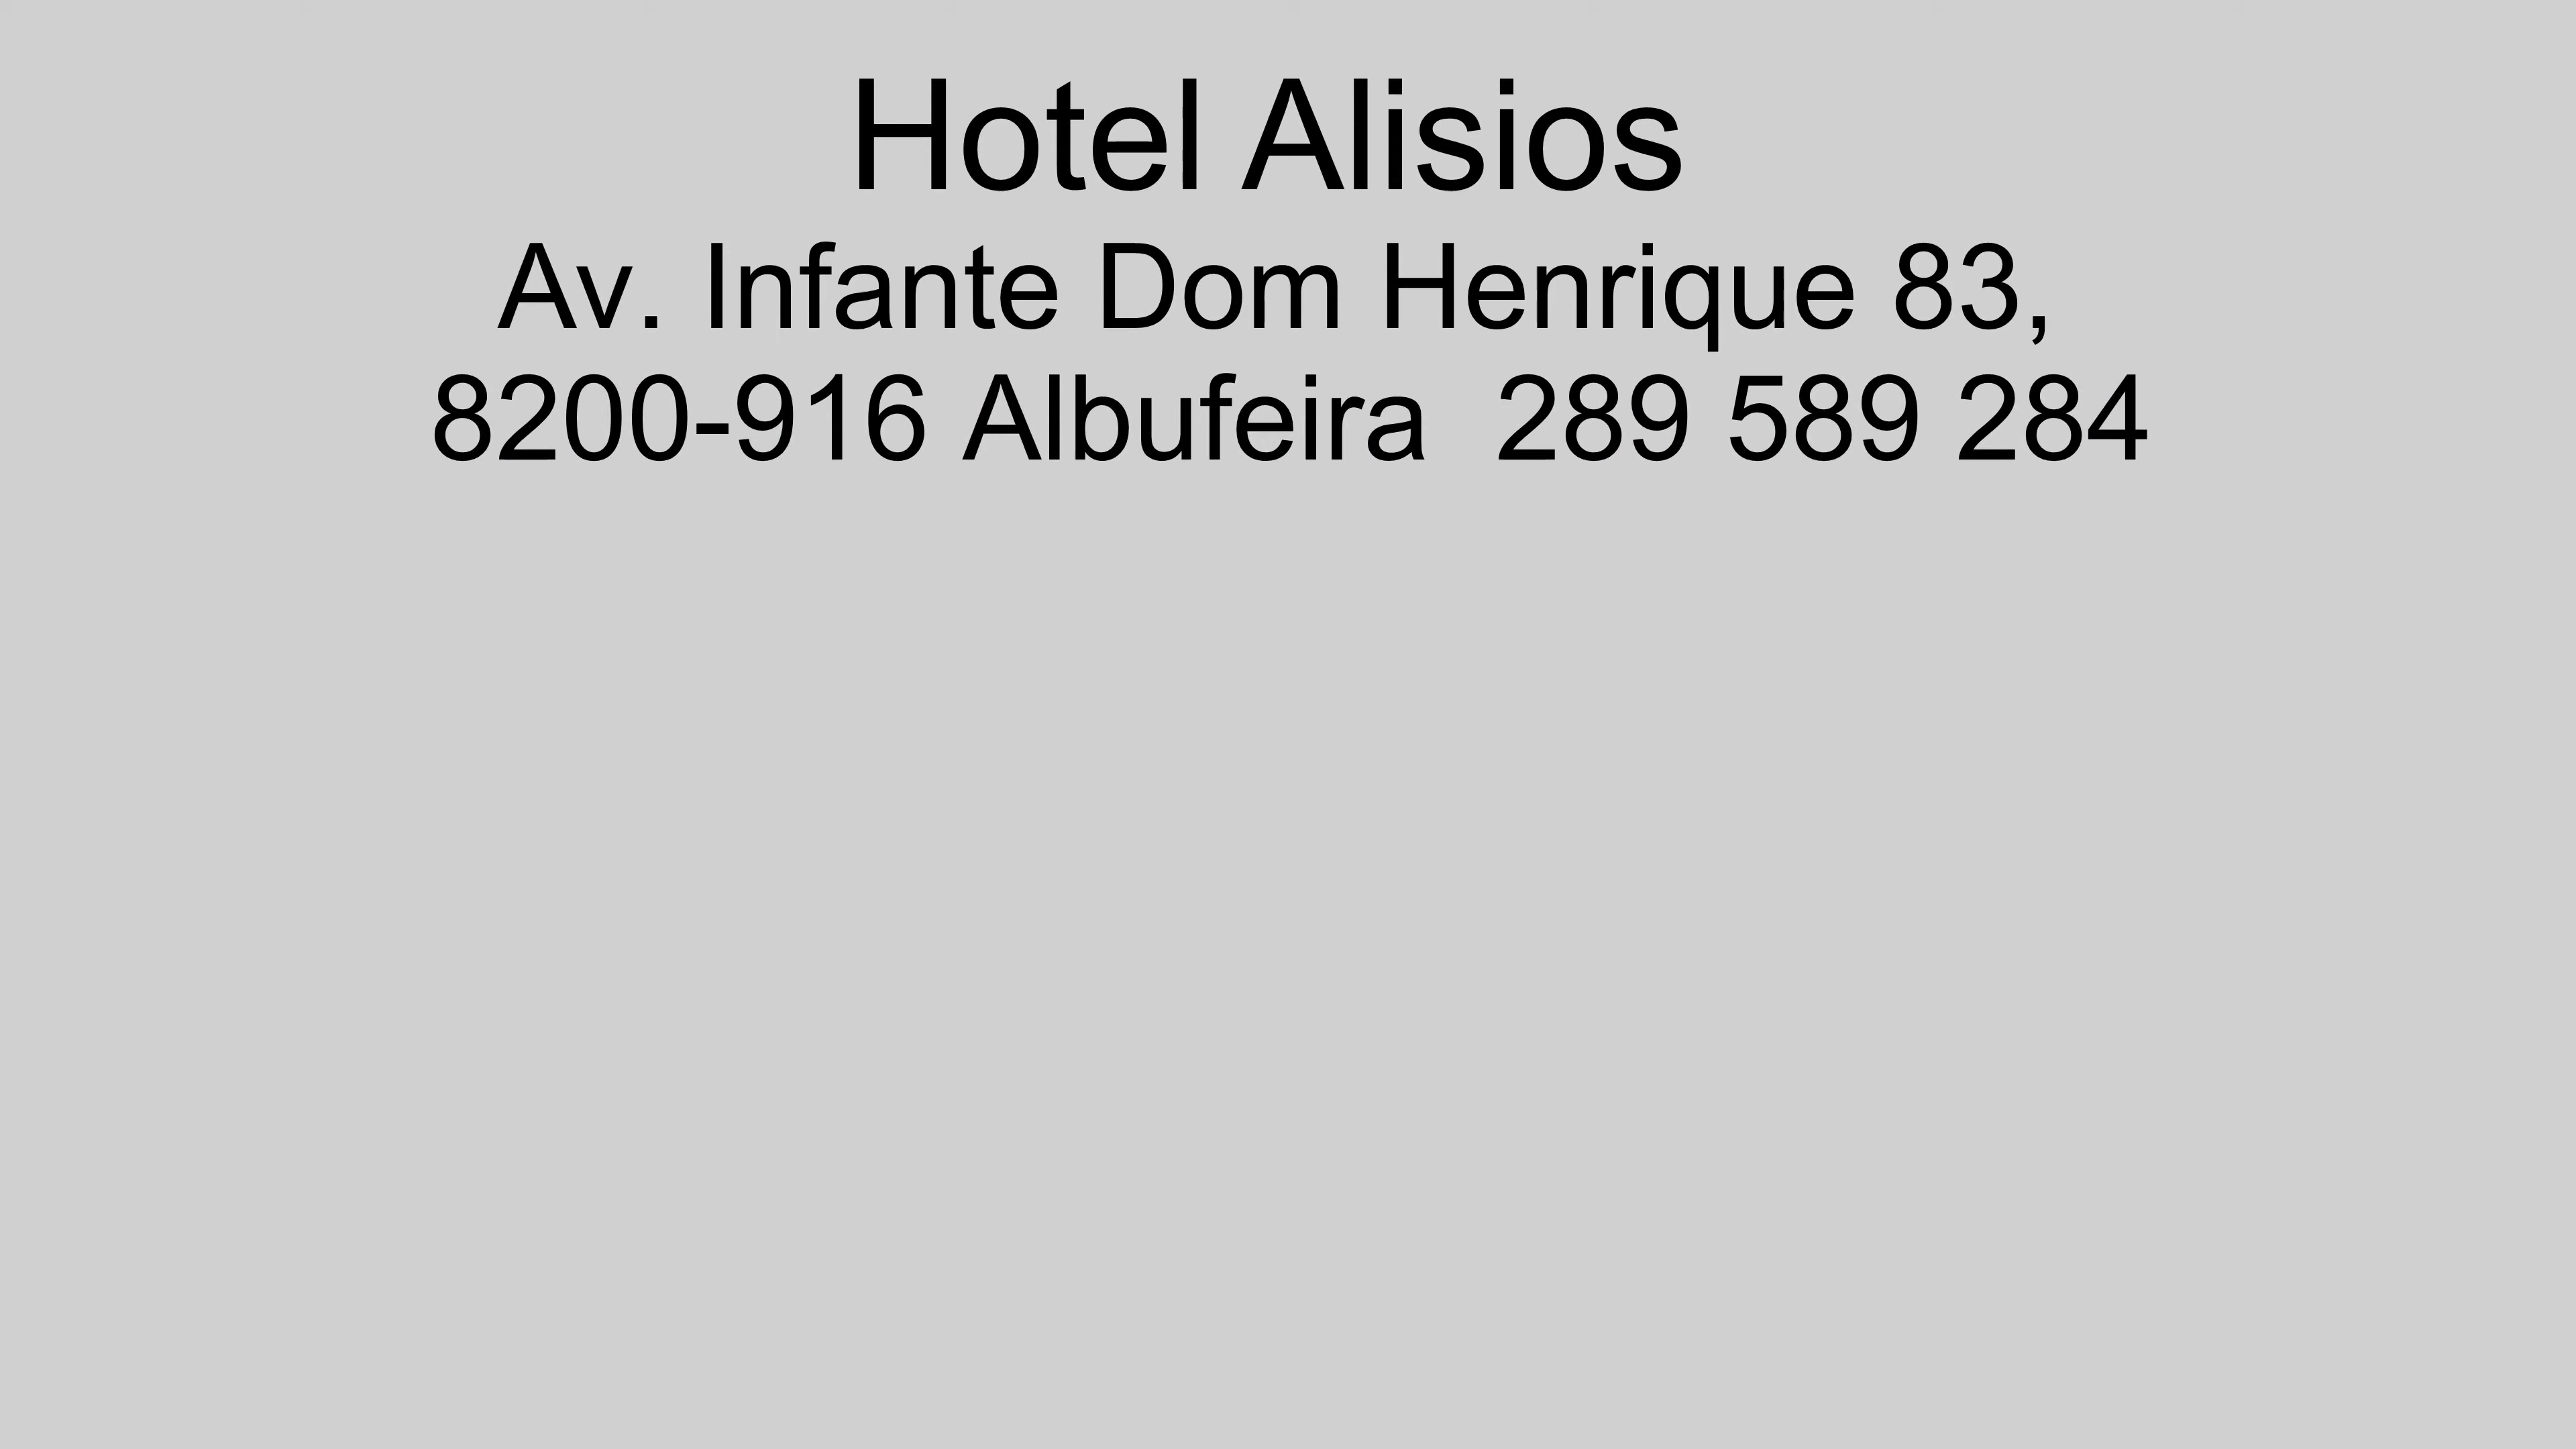 Hotel Alisios
Av. Infante Dom Henrique 83,
8200-916 Albufeira  289 589 284